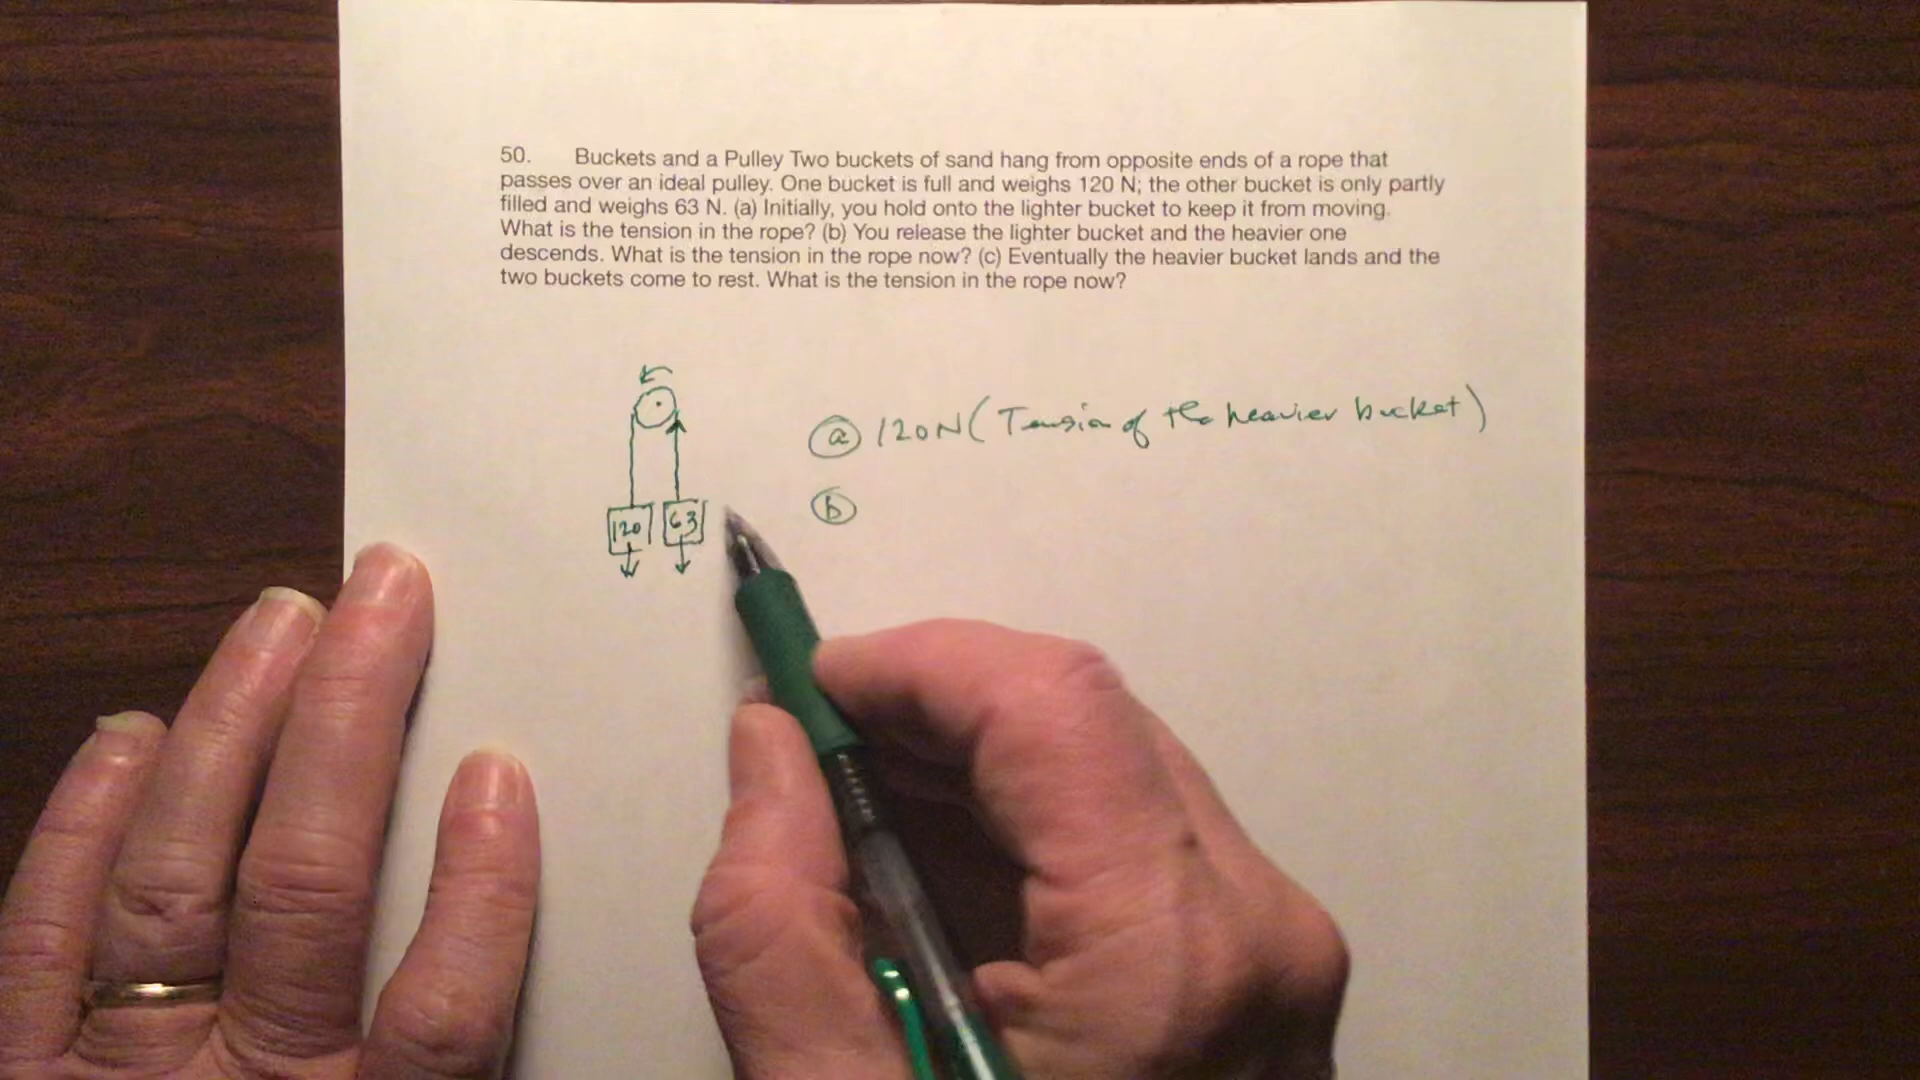 50. Buckets and a Pulley Two buckets of sand hang from opposite ends of a rope that
passes over an ideal pulley. One bucket is full and weighs 120 N; the other bucket is only partly
filled and weighs 63 N. (a) Initially, you hold onto the lighter bucket to keep it from moving.
What is the tension in the rope? (b) You release the lighter bucket and the heavier one
descends. What is the tension in the rope now? (c) Eventually the heavier bucket lands and the
two buckets come to rest. What is the tension in the rope now?
a 120N (Tension of the heavier bucket)
b
120 63